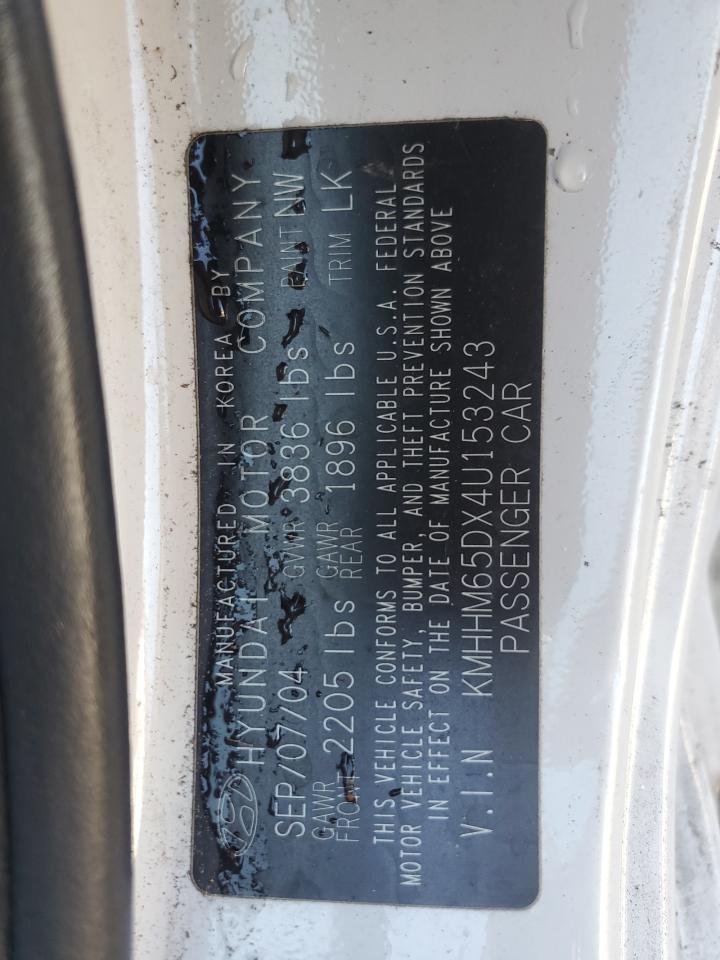 MANUFACTURED IN KOREA BY
HYUNDAI MOTOR COMPANY
SEP/07/04 GVWR 3836 lbs PAINT NW
GAWR FRONT 2205 lbs GAWR REAR 1896 lbs TRIM LK
THIS VEHICLE CONFORMS TO ALL APPLICABLE U.S.A. FEDERAL
MOTOR VEHICLE SAFETY, BUMPER, AND THEFT PREVENTION STANDARDS
IN EFFECT ON THE DATE OF MANUFACTURE SHOWN ABOVE
V.I.N KMHHM65DX4U153243
PASSENGER CAR